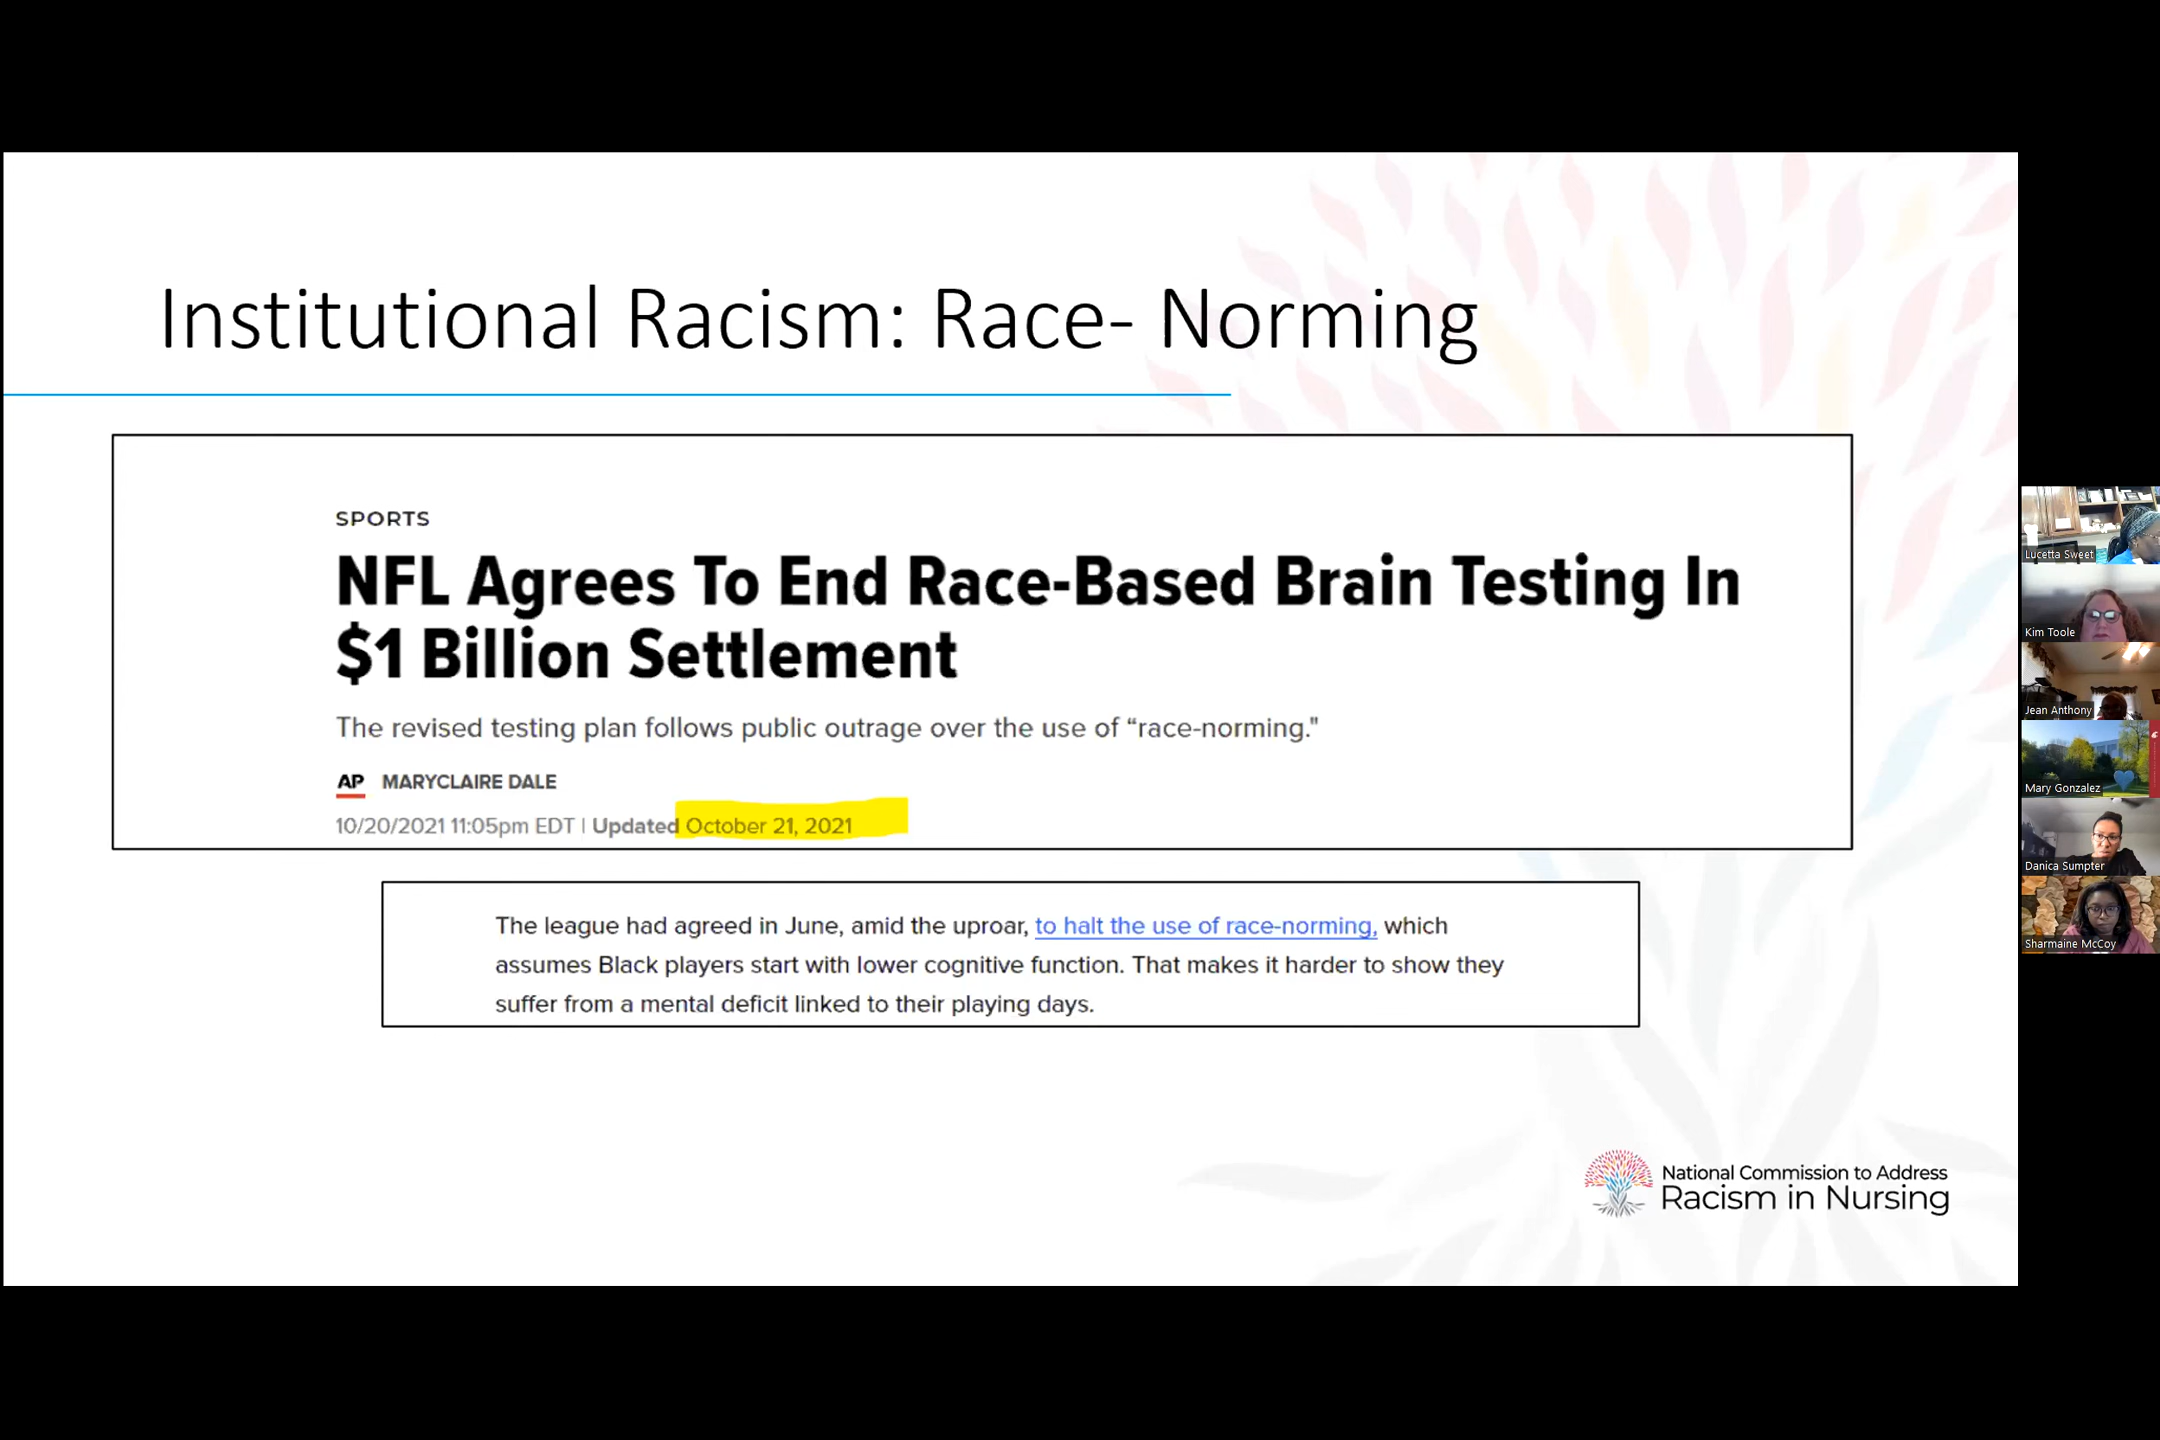 Institutional Racism: Race- Norming
SPORTS
NFL Agrees To End Race-Based Brain Testing In
$1 Billion Settlement
The revised testing plan follows public outrage over the use of “race-norming."
AP MARYCLAIRE DALE
10/20/2021 11:05pm EDT | Updated October 21, 2021
The league had agreed in June, amid the uproar, to halt the use of race-norming, which
assumes Black players start with lower cognitive function. That makes it harder to show they
suffer from a mental deficit linked to their playing days.
National Commission to Address
Racism in Nursing
Lucetta Sweet
Kim Toole
Jean Anthony
Mary Gonzalez
Danica Sumpter
Sharmaine McCoy